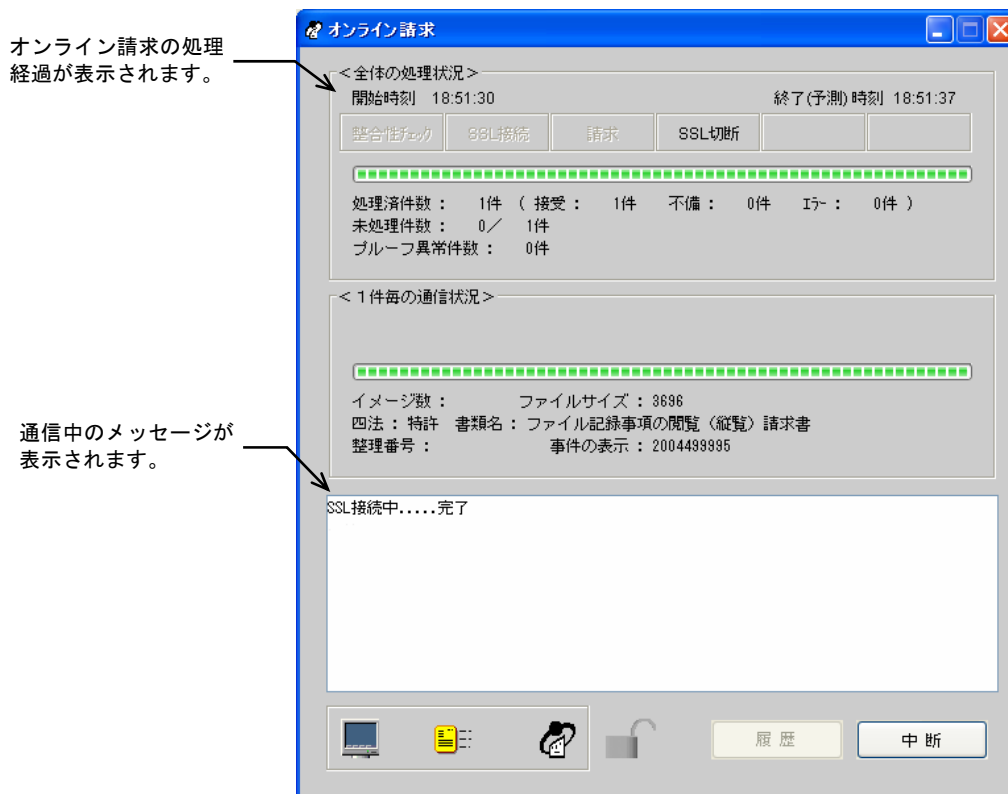 オンライン請求の処理
経過が表示されます。
オンライン請求
＜全体の処理状況＞
開始時刻 18:51:30 終了(予測)時刻 18:51:37
整合性ﾁｪｯｸ SSL接続 請求 SSL切断
処理済件数： 1件 （ 接受： 1件 不備： 0件 ｴﾗｰ： 0件 ）
未処理件数： 0／ 1件
プルーフ異常件数： 0件
＜１件毎の通信状況＞
イメージ数： ファイルサイズ：3696
四法：特許 書類名：ファイル記録事項の閲覧（縦覧）請求書
整理番号： 事件の表示：2004499995
通信中のメッセージが
表示されます。
SSL接続中.....完了
履歴 中断